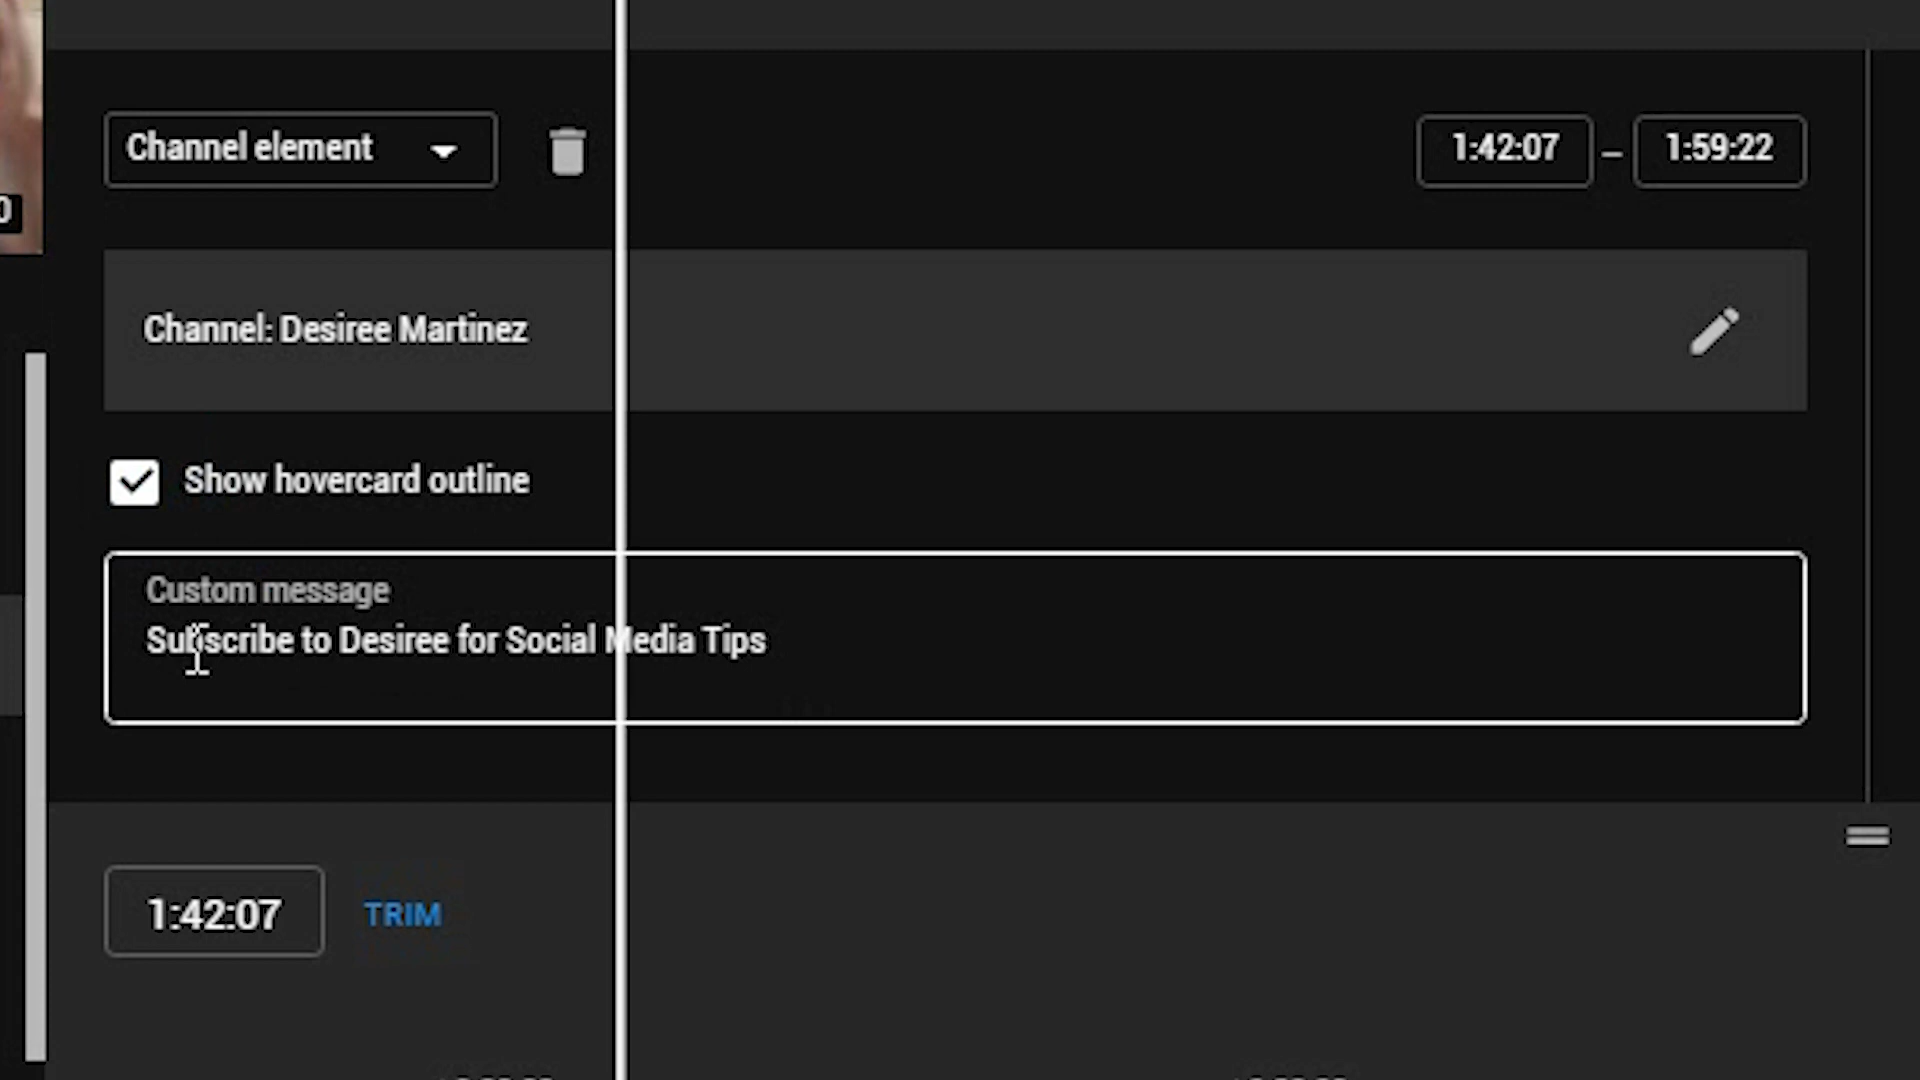 Channel element
1:42:07 – 1:59:22
Channel: Desiree Martinez
Show hovercard outline
Custom message
Subscribe to Desiree for Social Media Tips
1:42:07 TRIM